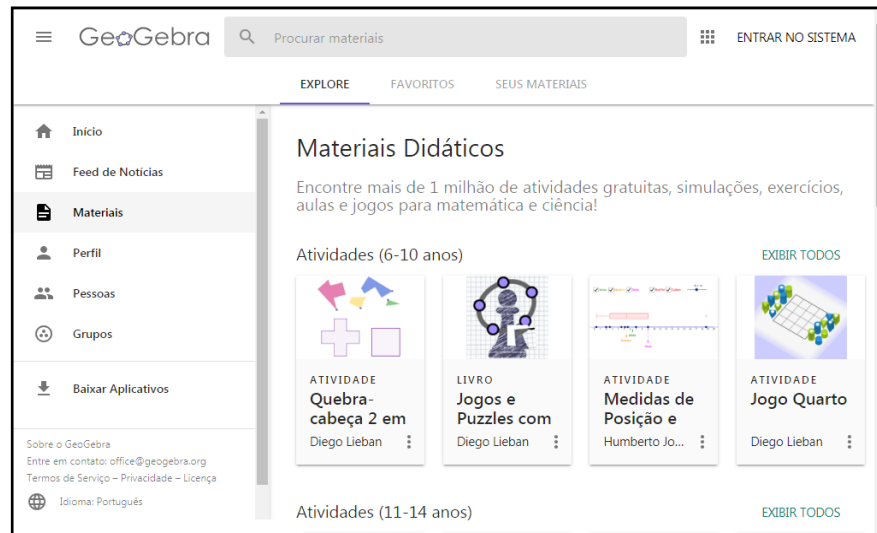 GeoGebra
Procurar materiais
ENTRAR NO SISTEMA
EXPLORE FAVORITOS SEUS MATERIAIS
Início
Feed de Notícias
Materiais
Perfil
Pessoas
Grupos
Baixar Aplicativos
Sobre o GeoGebra
Entre em contato: office@geogebra.org
Termos de Serviço – Privacidade – Licença
Idioma: Português
Materiais Didáticos
Encontre mais de 1 milhão de atividades gratuitas, simulações, exercícios,
aulas e jogos para matemática e ciência!
Atividades (6-10 anos) EXIBIR TODOS
ATIVIDADE
Quebra-
cabeça 2 em
Diego Lieban
LIVRO
Jogos e
Puzzles com
Diego Lieban
ATIVIDADE
Medidas de
Posição e
Humberto Jo...
ATIVIDADE
Jogo Quarto
Diego Lieban
Atividades (11-14 anos) EXIBIR TODOS